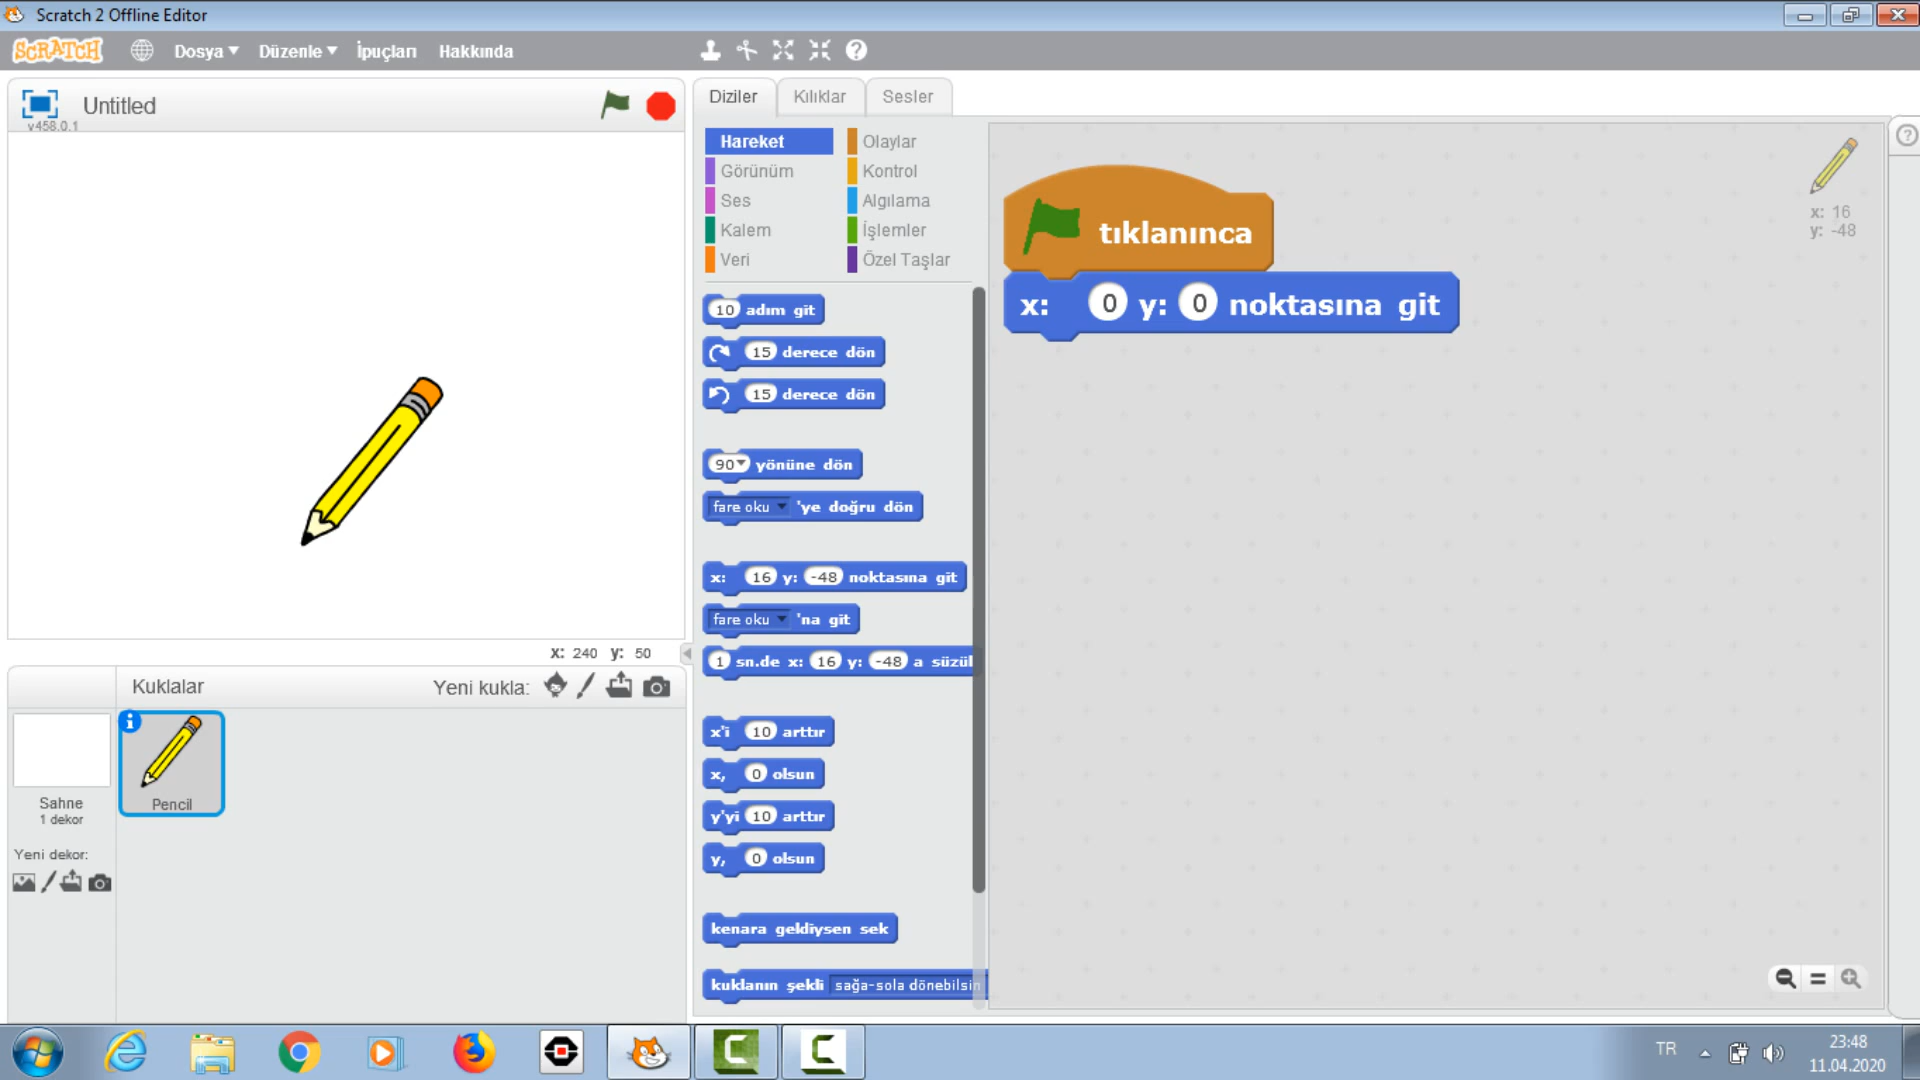 Scratch 2 Offline Editor
SCRATCH Dosya Düzenle İpuçları Hakkında
Untitled
v458.0.1
Diziler Kılıklar Sesler
Hareket Olaylar
Görünüm Kontrol
Ses Algılama
Kalem İşlemler
Veri Özel Taşlar
10 adım git
15 derece dön
15 derece dön
90 yönüne dön
fare oku 'ye doğru dön
x: 16 y: -48 noktasına git
fare oku 'na git
1 sn.de x: 16 y: -48 a süzül
x'i 10 arttır
x, 0 olsun
y'yi 10 arttır
y, 0 olsun
kenara geldiysen sek
kuklanın şekli sağa-sola dönebilsin
tıklanınca
x: 0 y: 0 noktasına git
x: 16
y: -48
x: 240 y: 50
Kuklalar Yeni kukla:
Pencil
Sahne
1 dekor
Yeni dekor:
TR
23:48
11.04.2020